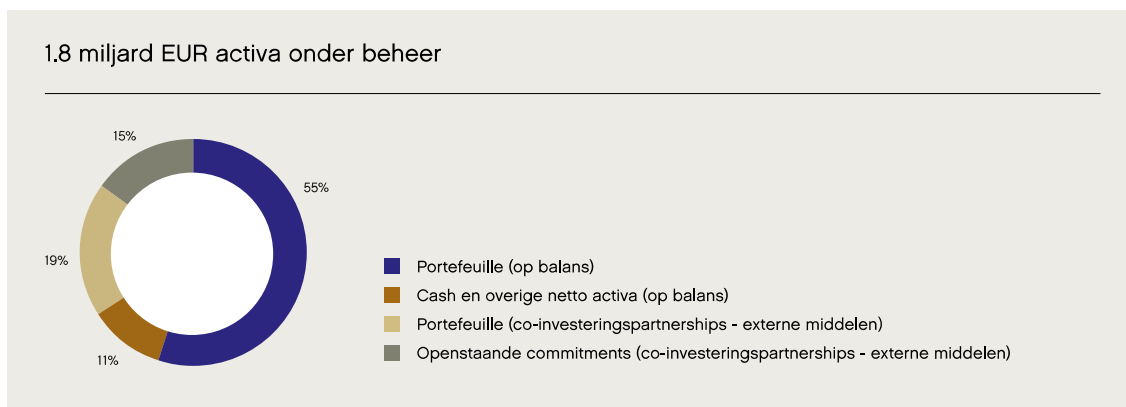 1.8 miljard EUR activa onder beheer
15%
55%
19%
11%
Portefeuille (op balans)
Cash en overige netto activa (op balans)
Portefeuille (co-investeringspartnerships - externe middelen)
Openstaande commitments (co-investeringspartnerships - externe middelen)